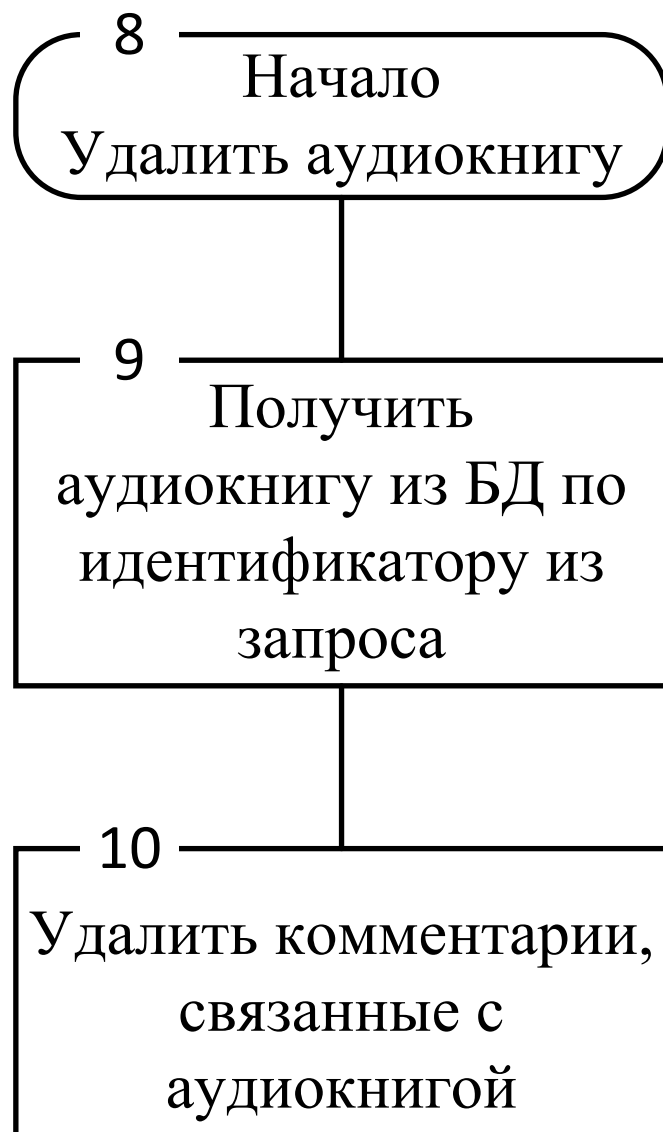 8
Начало
Удалить аудиокнигу
9
Получить
аудиокнигу из БД по
идентификатору из
запроса
10
Удалить комментарии,
связанные с
аудиокнигой